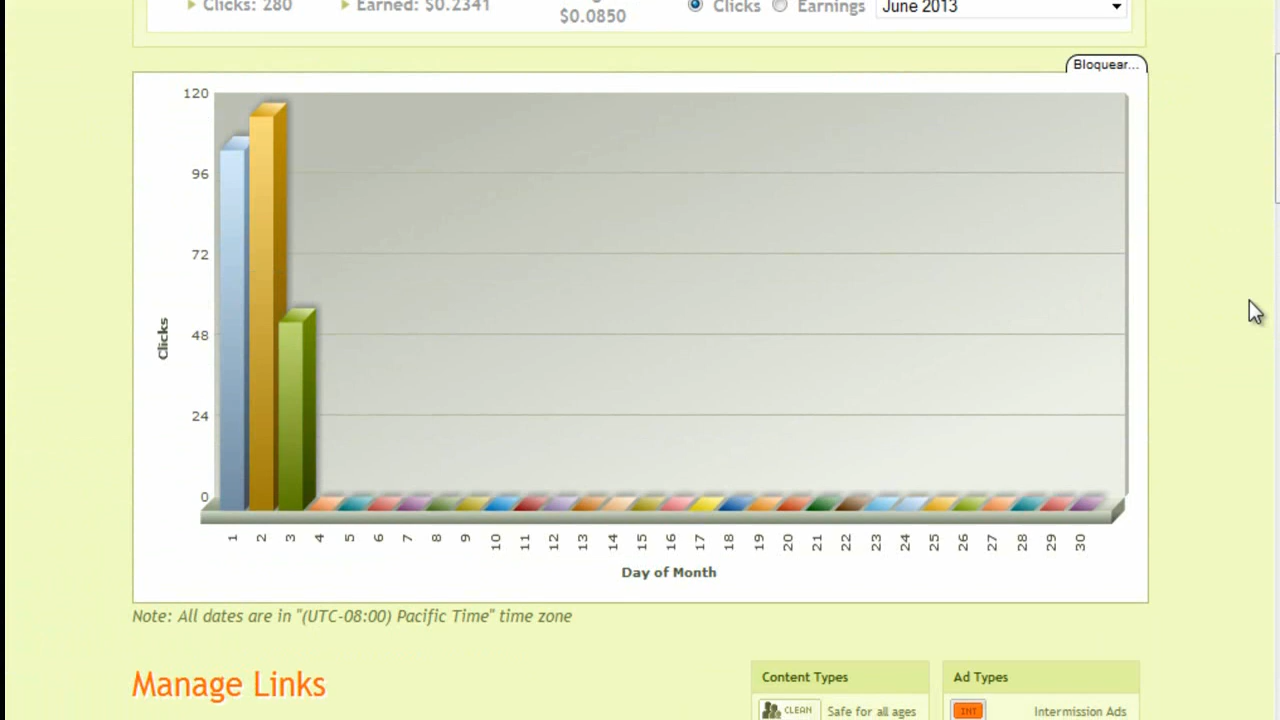 Clicks: 280
Earned: $0.2341
$0.0850
Clicks
Earnings
June 2013
Bloquear...
120
96
72
48
24
0
Clicks
1 2 3 4 5 6 7 8 9 10 11 12 13 14 15 16 17 18 19 20 21 22 23 24 25 26 27 28 29 30
Day of Month
Note: All dates are in "(UTC-08:00) Pacific Time" time zone
Manage Links
Content Types
CLEAN Safe for all ages
Ad Types
INT Intermission Ads